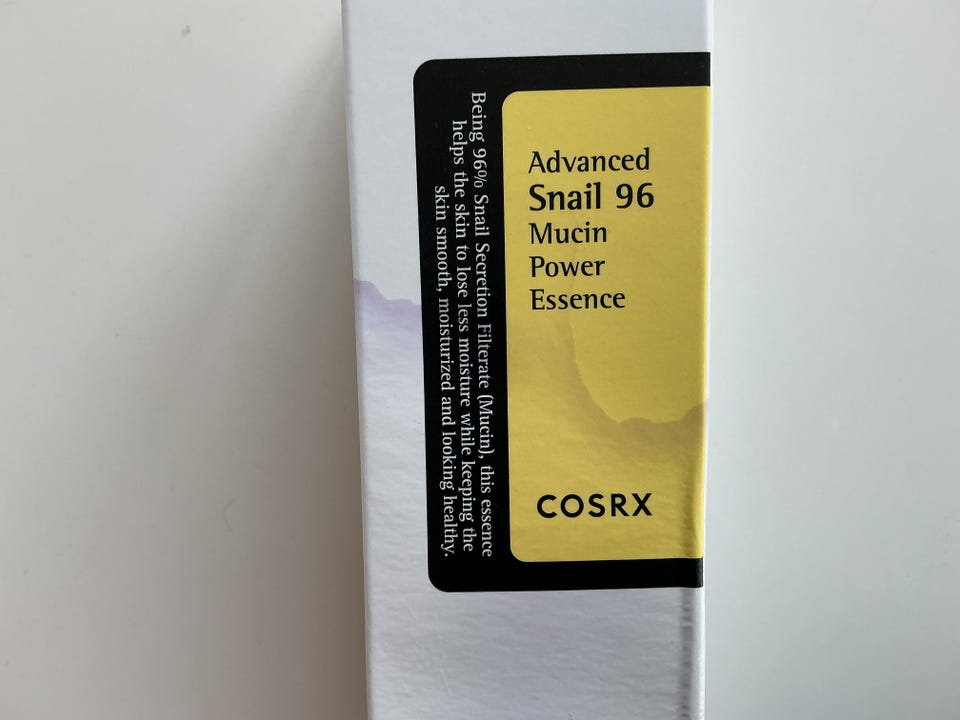 Being 96% Snail Secretion Filterate (Mucin), this essence
helps the skin to lose less moisture while keeping the
skin smooth, moisturized and looking healthy.
Advanced
Snail 96
Mucin
Power
Essence
COSRX